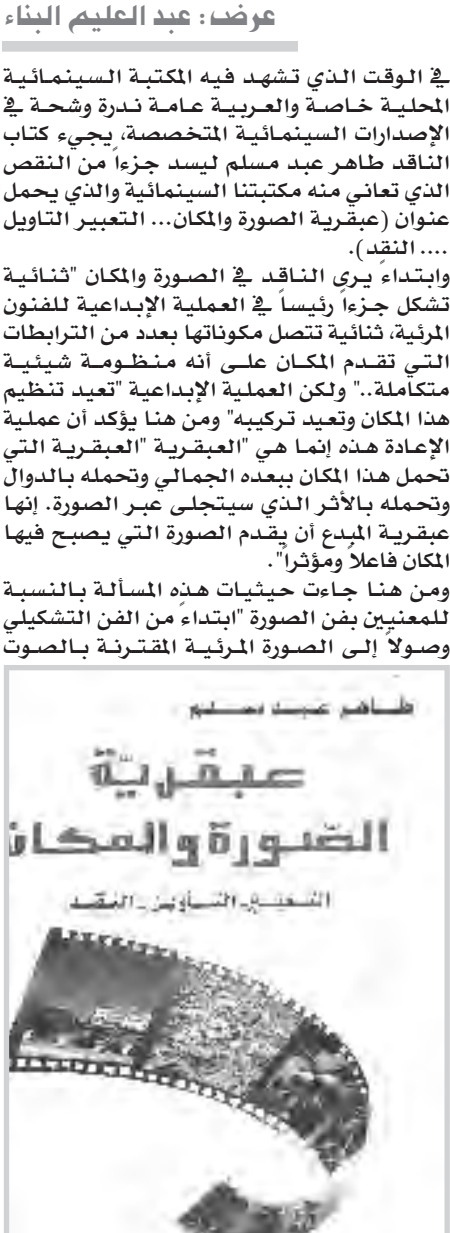 عرض: عبد العليم البناء
في الوقت الذي تشهد فيه المكتبة السينمائية
المحلية خاصة والعربية عامة ندرة وشحة في
الإصدارات السينمائية المتخصصة، يجيء كتاب
الناقد طاهر عبد مسلم ليسد جزءاً من النقص
الذي تعاني منه مكتبتنا السينمائية والذي يحمل
عنوان (عبقرية الصورة والمكان... التعبير التاويل
.... النقد).
وابتداءً يرى الناقد في الصورة والمكان "ثنائية
تشكل جزءاً رئيساً في العملية الإبداعية للفنون
المرئية، ثنائية تتصل مكوناتها بعدد من الترابطات
التي تقدم المكان على أنه منظومة شيئية
متكاملة.." ولكن العملية الإبداعية "تعيد تنظيم
هذا المكان وتعيد تركيبه" ومن هنا يؤكد أن عملية
الإعادة هذه إنما هي "العبقرية "العبقرية التي
تحمل هذا المكان ببعده الجمالي وتحمله بالدوال
وتحمله بالأثر الذي سيتجلى عبر الصورة. إنها
عبقرية المبدع أن يقدم الصورة التي يصبح فيها
المكان فاعلاً ومؤثراً".
ومن هنا جاءت حيثيات هذه المسألة بالنسبة
للمعنيين بفن الصورة "ابتداءً من الفن التشكيلي
وصولاً إلى الصورة المرئية المقترنة بالصوت
طاهر عبد مسلم
عبقريّة
الصّورة والمكان
التعبير - التأويل - النقد